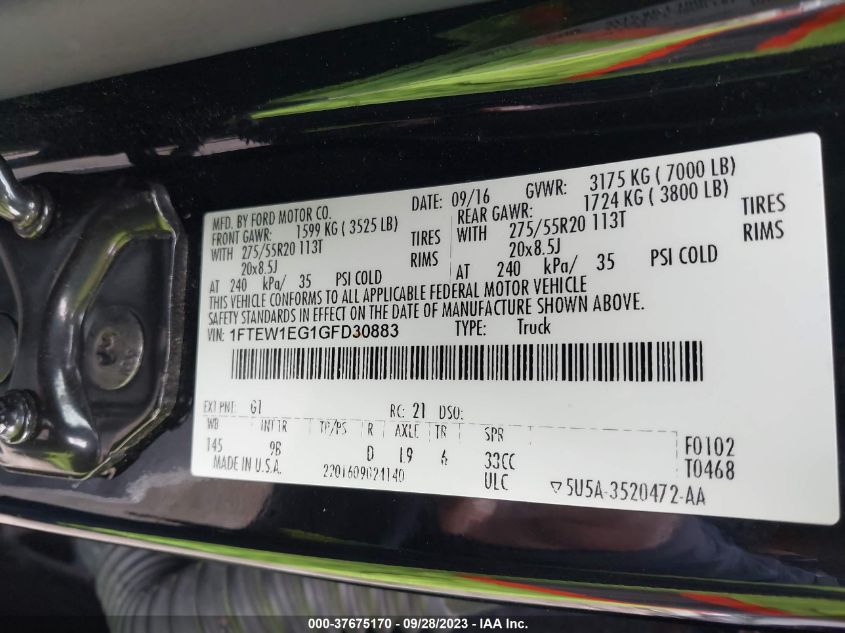 MFD. BY FORD MOTOR CO.
DATE: 09/16 GVWR: 3175 KG ( 7000 LB)
FRONT GAWR: 1599 KG ( 3525 LB)
REAR GAWR: 1724 KG ( 3800 LB)
WITH 275/55R20 113T TIRES
WITH 275/55R20 113T TIRES
20x8.5J RIMS
20x8.5J RIMS
AT 240 kPa/ 35 PSI COLD
AT 240 kPa/ 35 PSI COLD
THIS VEHICLE CONFORMS TO ALL APPLICABLE FEDERAL MOTOR VEHICLE
SAFETY STANDARDS IN EFFECT ON THE DATE OF MANUFACTURE SHOWN ABOVE.
VIN: 1FTEW1EG1GFD30883 TYPE: Truck
EXT PNT: G1 RC: 21 DSO:
WB INT TR TP/PS R AXLE TR SPR
145 9B D L9 6 33CC
F0102
MADE IN U.S.A. ULC
T0468
5U5A-3520472-AA
000-37675170 - 09/28/2023 - IAA Inc.